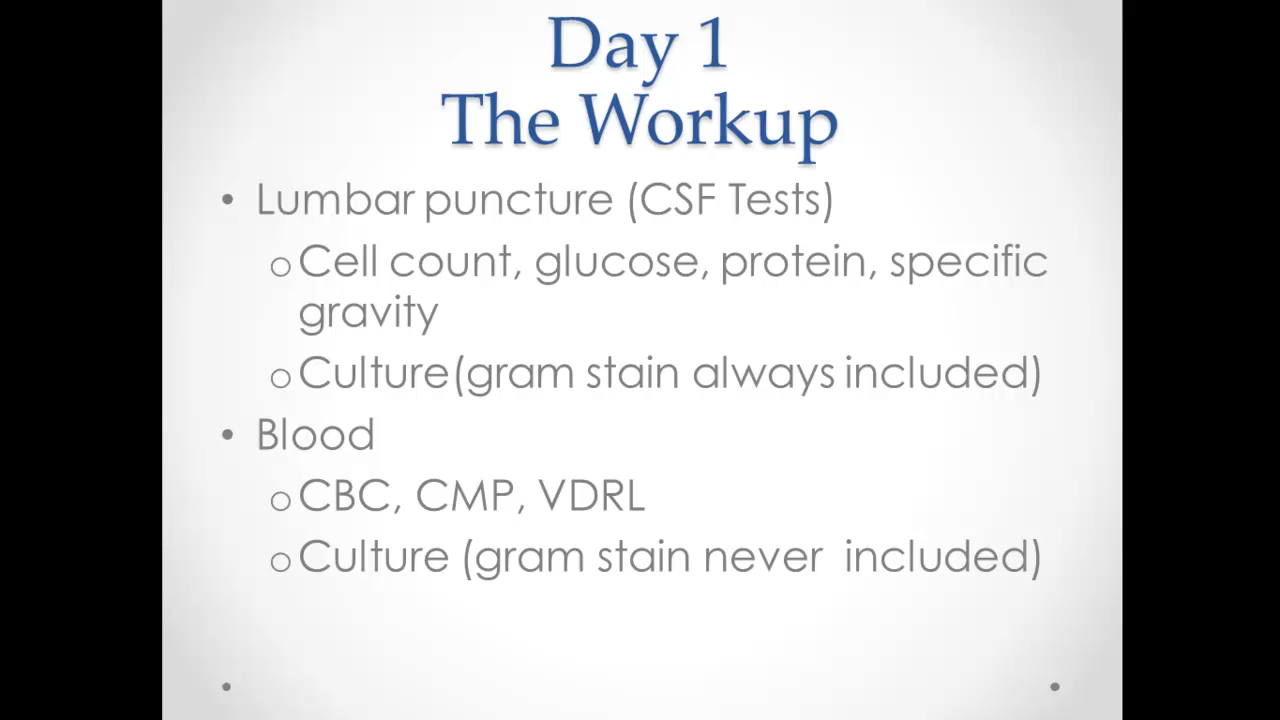 Day 1
The Workup
• Lumbar puncture (CSF Tests)
o Cell count, glucose, protein, specific
gravity
o Culture(gram stain always included)
• Blood
o CBC, CMP, VDRL
o Culture (gram stain never  included)